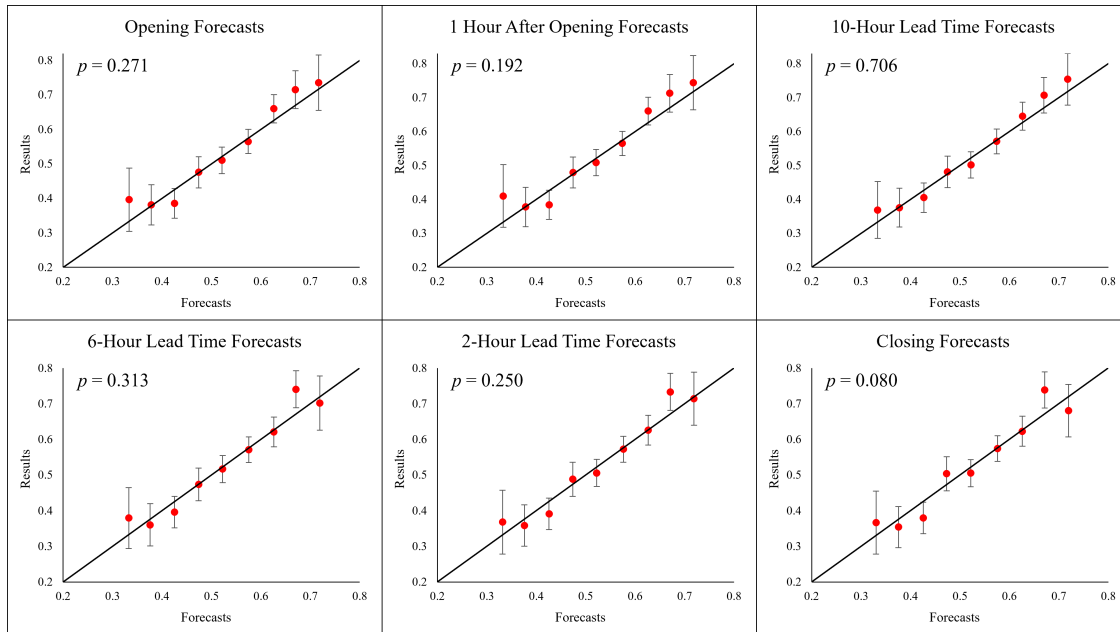 Opening Forecasts
p = 0.271
0.8
0.7
0.6
0.5
0.4
0.3
0.2
Results
0.2 0.3 0.4 0.5 0.6 0.7 0.8
Forecasts
1 Hour After Opening Forecasts
p = 0.192
0.8
0.7
0.6
0.5
0.4
0.3
0.2
Results
0.2 0.3 0.4 0.5 0.6 0.7 0.8
Forecasts
10-Hour Lead Time Forecasts
p = 0.706
0.8
0.7
0.6
0.5
0.4
0.3
0.2
Results
0.2 0.3 0.4 0.5 0.6 0.7 0.8
Forecasts
6-Hour Lead Time Forecasts
p = 0.313
0.8
0.7
0.6
0.5
0.4
0.3
0.2
Results
0.2 0.3 0.4 0.5 0.6 0.7 0.8
Forecasts
2-Hour Lead Time Forecasts
p = 0.250
0.8
0.7
0.6
0.5
0.4
0.3
0.2
Results
0.2 0.3 0.4 0.5 0.6 0.7 0.8
Forecasts
Closing Forecasts
p = 0.080
0.8
0.7
0.6
0.5
0.4
0.3
0.2
Results
0.2 0.3 0.4 0.5 0.6 0.7 0.8
Forecasts